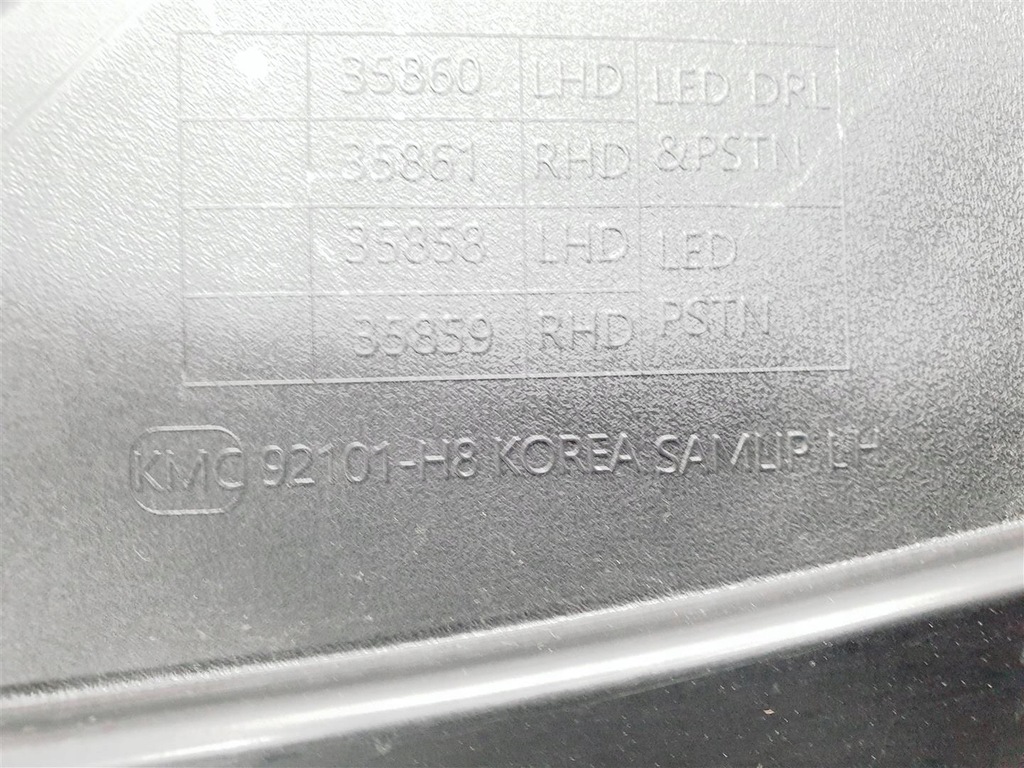 35860 LHD LED DRL
35861 RHD &PSTN
35858 LHD LED
35859 RHD PSTN
KMC 92101-H8 KOREA SAMLIP LH